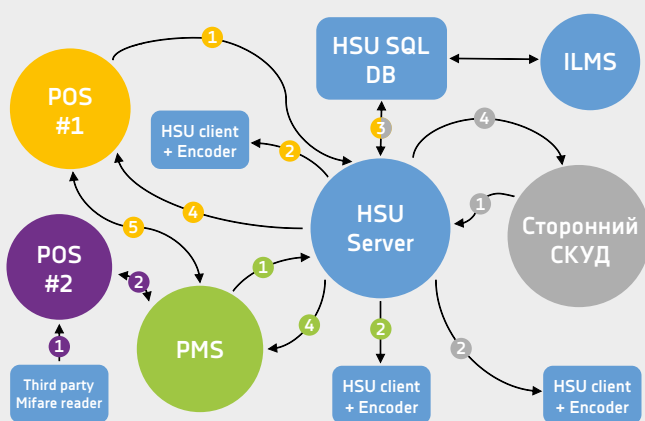 1
HSU SQL
DB
ILMS
POS
#1
HSU client
+ Encoder
2
3
4
4
1
HSU
Server
Сторонний
СКУД
5
POS
#2
2
1
PMS
4
2
2
1
Third party
Mifare reader
HSU client
+ Encoder
HSU client
+ Encoder